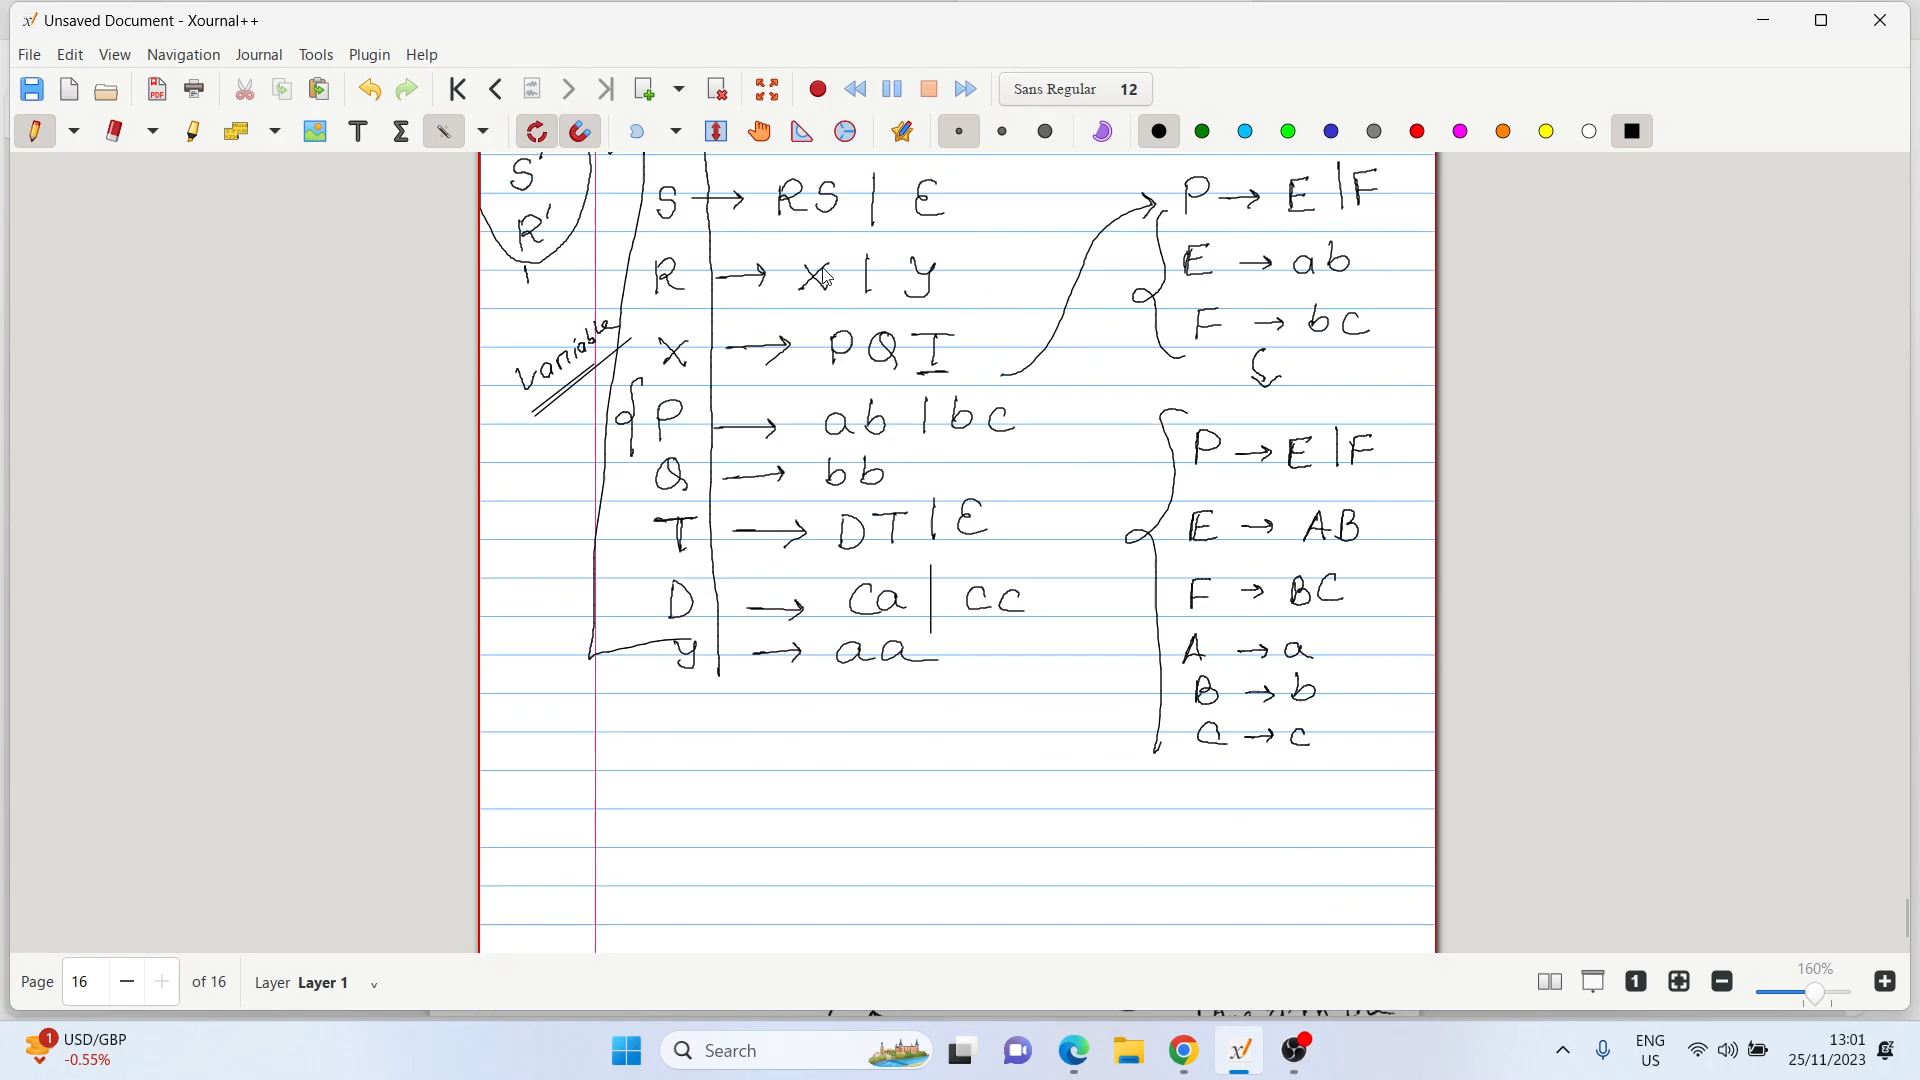 Unsaved Document - Xournal++
File Edit View Navigation Journal Tools Plugin Help
Sans Regular 12
S'
R'
variable
S → RS | ε
R → X | Y
X → P Q I
P → ab | bc
Q → bb
T → DT | ε
D → Ca | CC
Y → aa
P → E | F
E → ab
F → bc
P → E | F
E → AB
F → BC
A → a
B → b
C → c
Page 16 of 16 Layer Layer 1 160%
USD/GBP
-0.55%
1
Search
ENG
US
13:01
25/11/2023